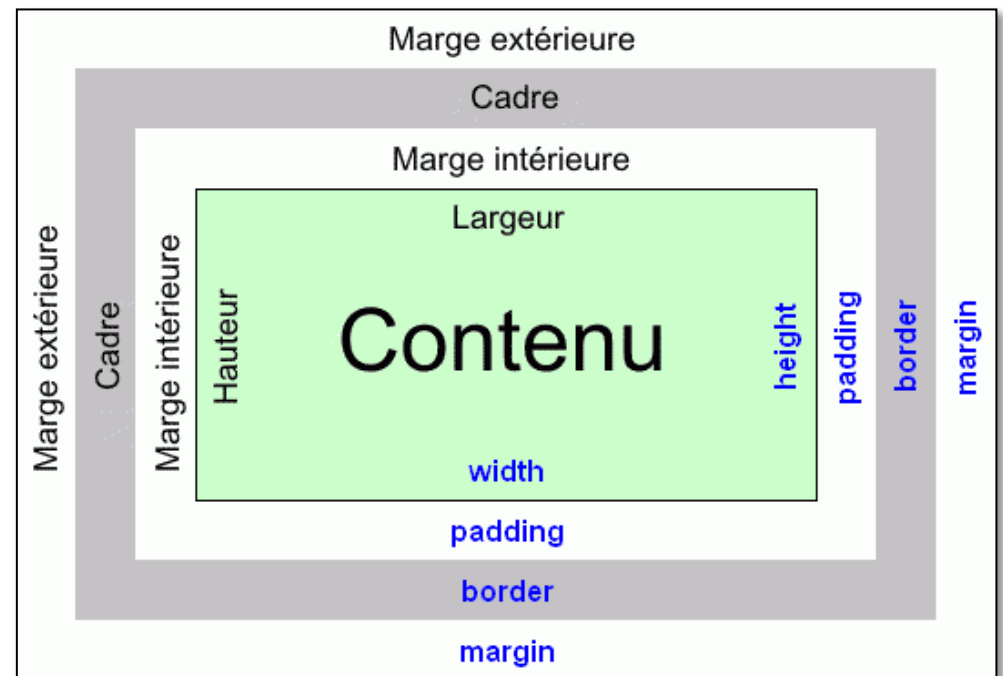 Marge extérieure
Cadre
Marge intérieure
Largeur
Marge extérieure
Cadre
Marge intérieure
Hauteur
Contenu
height
padding
border
margin
width
padding
border
margin